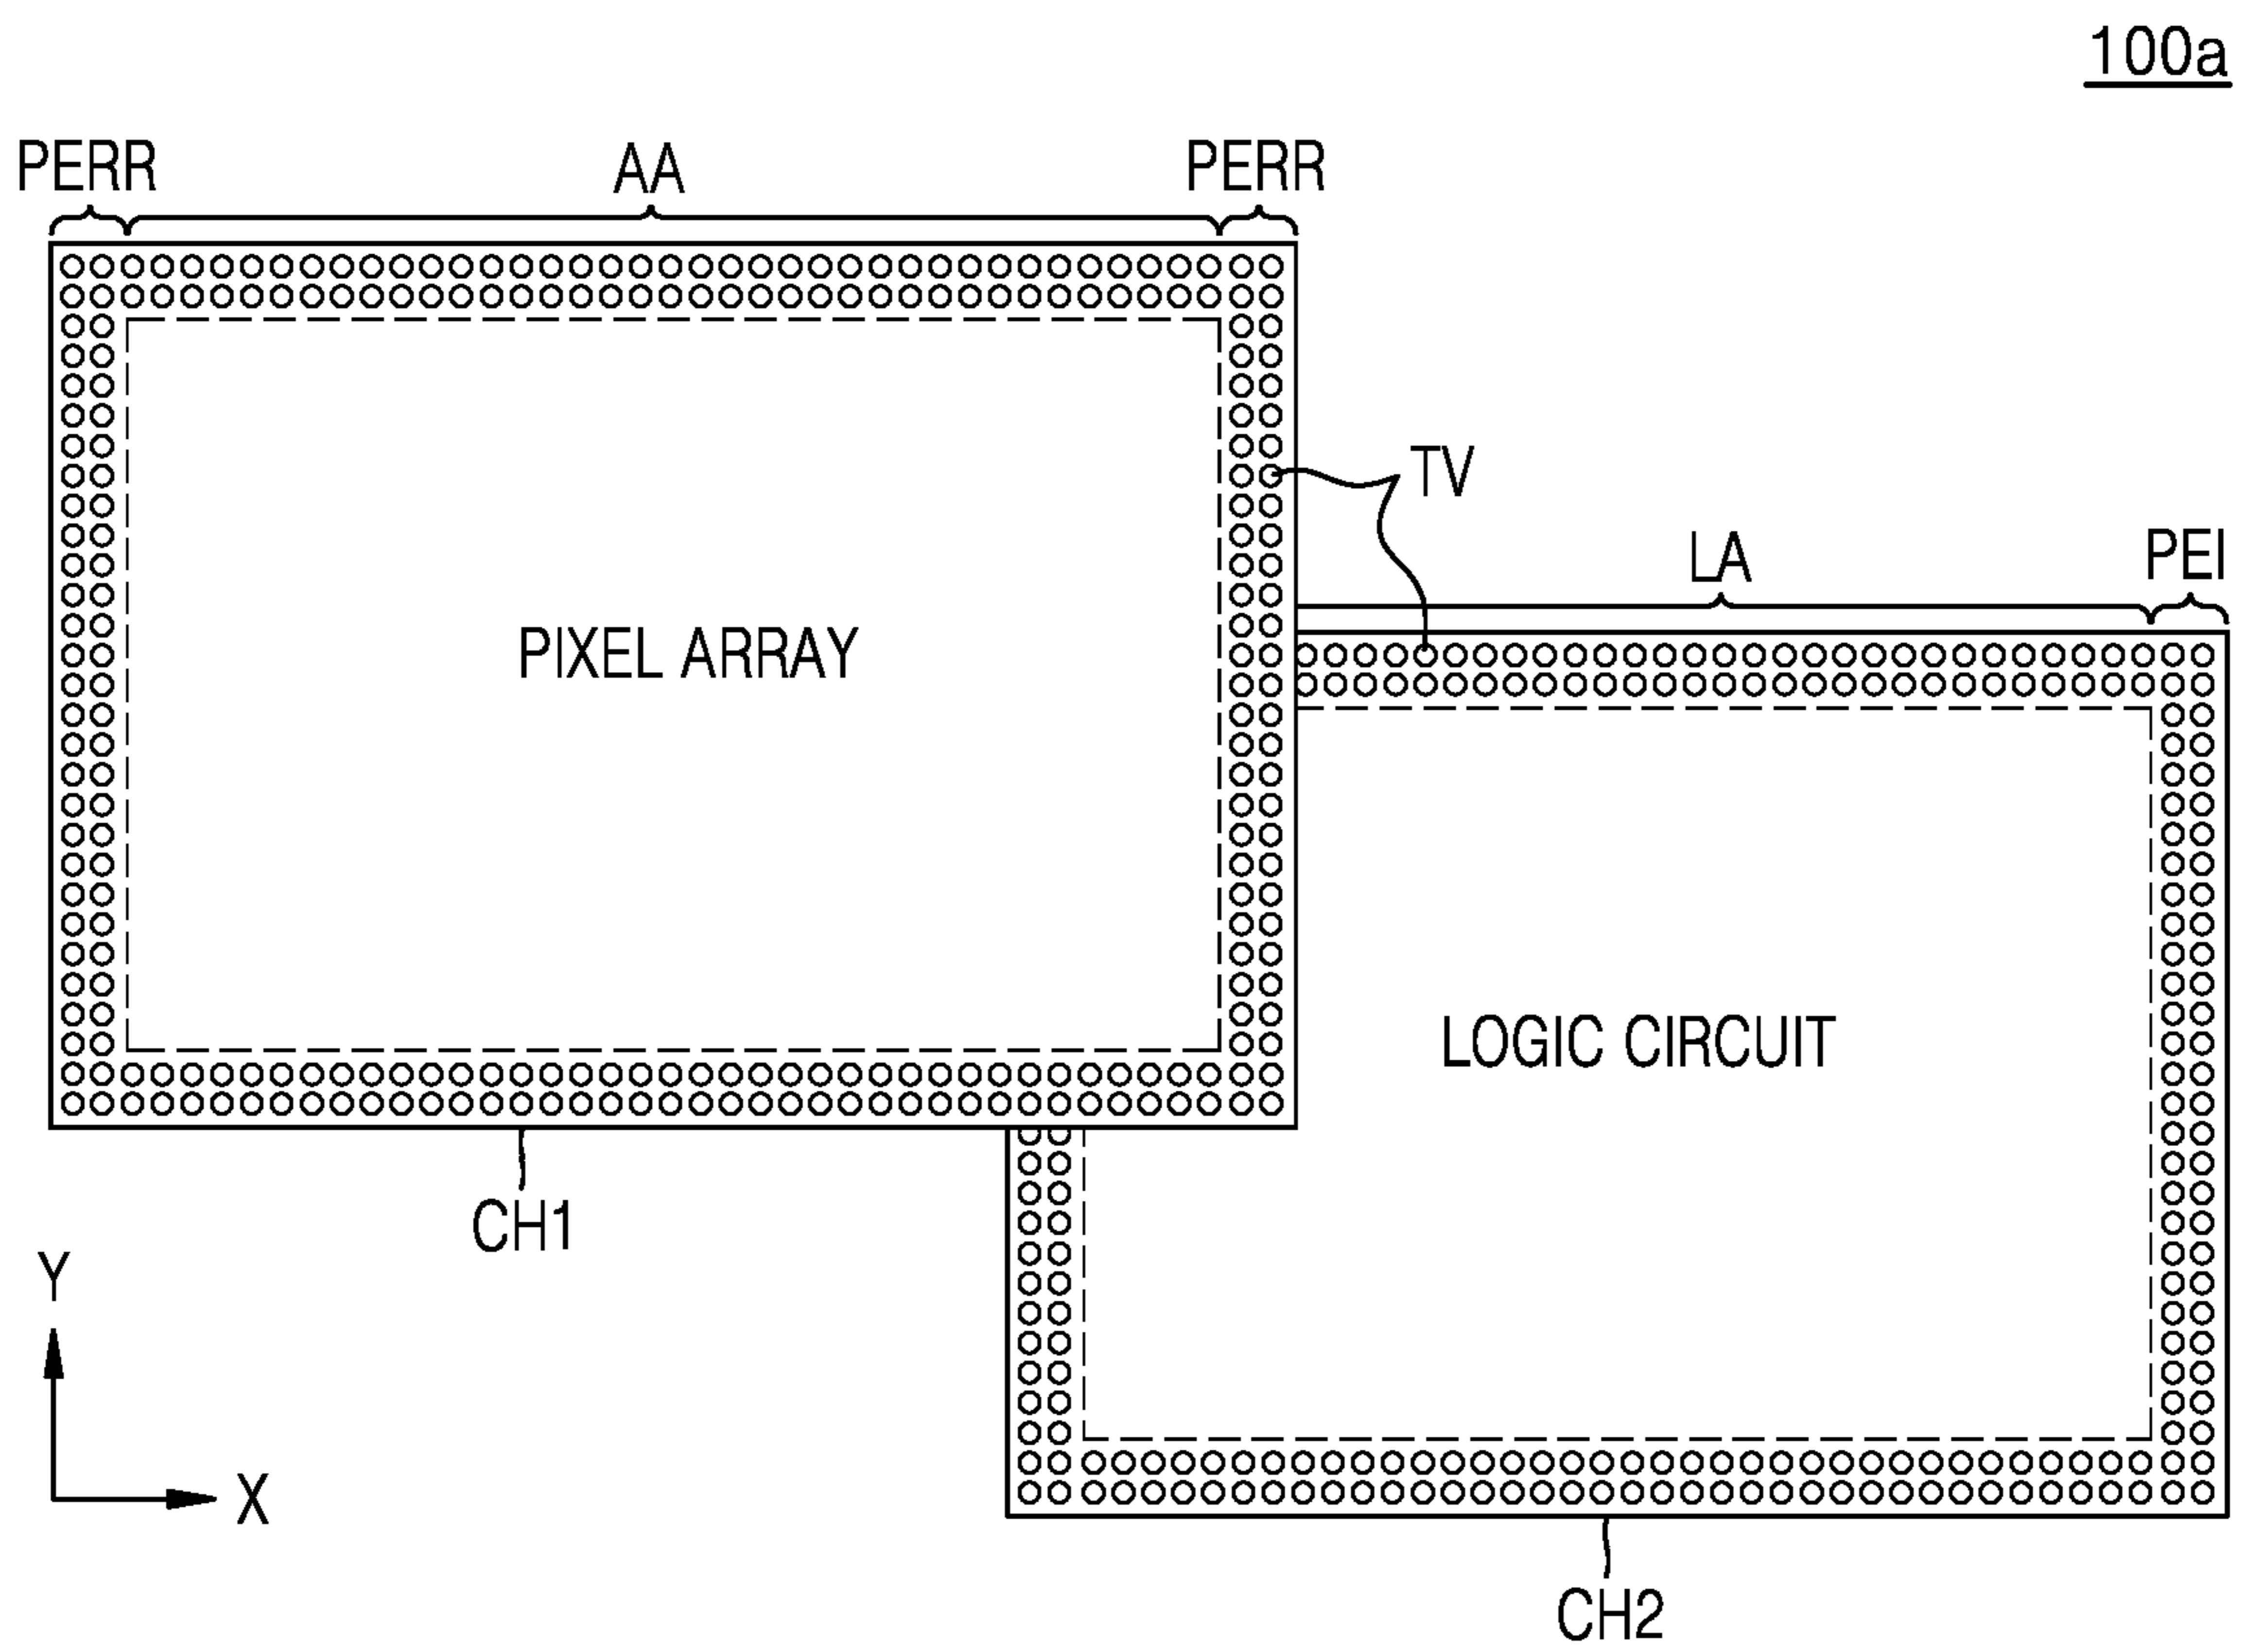 100a
PERR
AA
PERR
TV
LA
PEI
PIXEL ARRAY
LOGIC CIRCUIT
CH1
Y
X
CH2